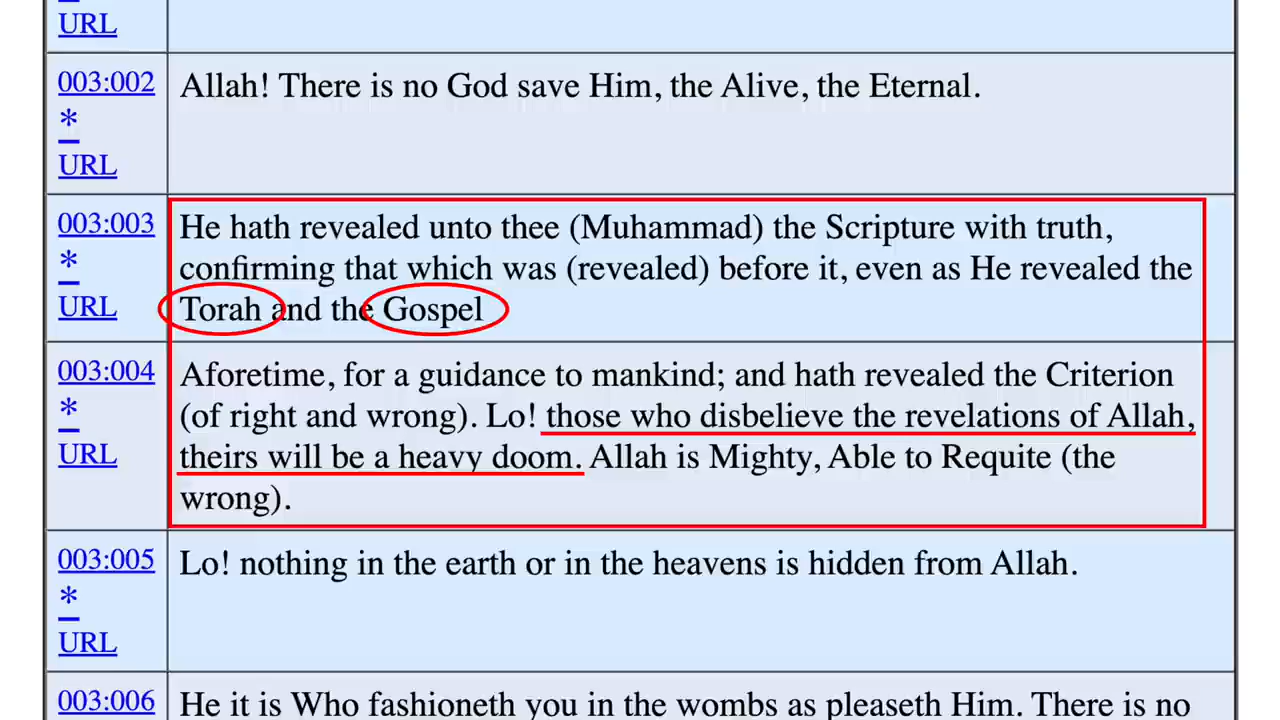 URL
003:002
*
URL
Allah! There is no God save Him, the Alive, the Eternal.
003:003
*
URL
He hath revealed unto thee (Muhammad) the Scripture with truth,
confirming that which was (revealed) before it, even as He revealed the
Torah and the Gospel
003:004
*
URL
Aforetime, for a guidance to mankind; and hath revealed the Criterion
(of right and wrong). Lo! those who disbelieve the revelations of Allah,
theirs will be a heavy doom. Allah is Mighty, Able to Requite (the
wrong).
003:005
*
URL
Lo! nothing in the earth or in the heavens is hidden from Allah.
003:006
He it is Who fashioneth you in the wombs as pleaseth Him. There is no